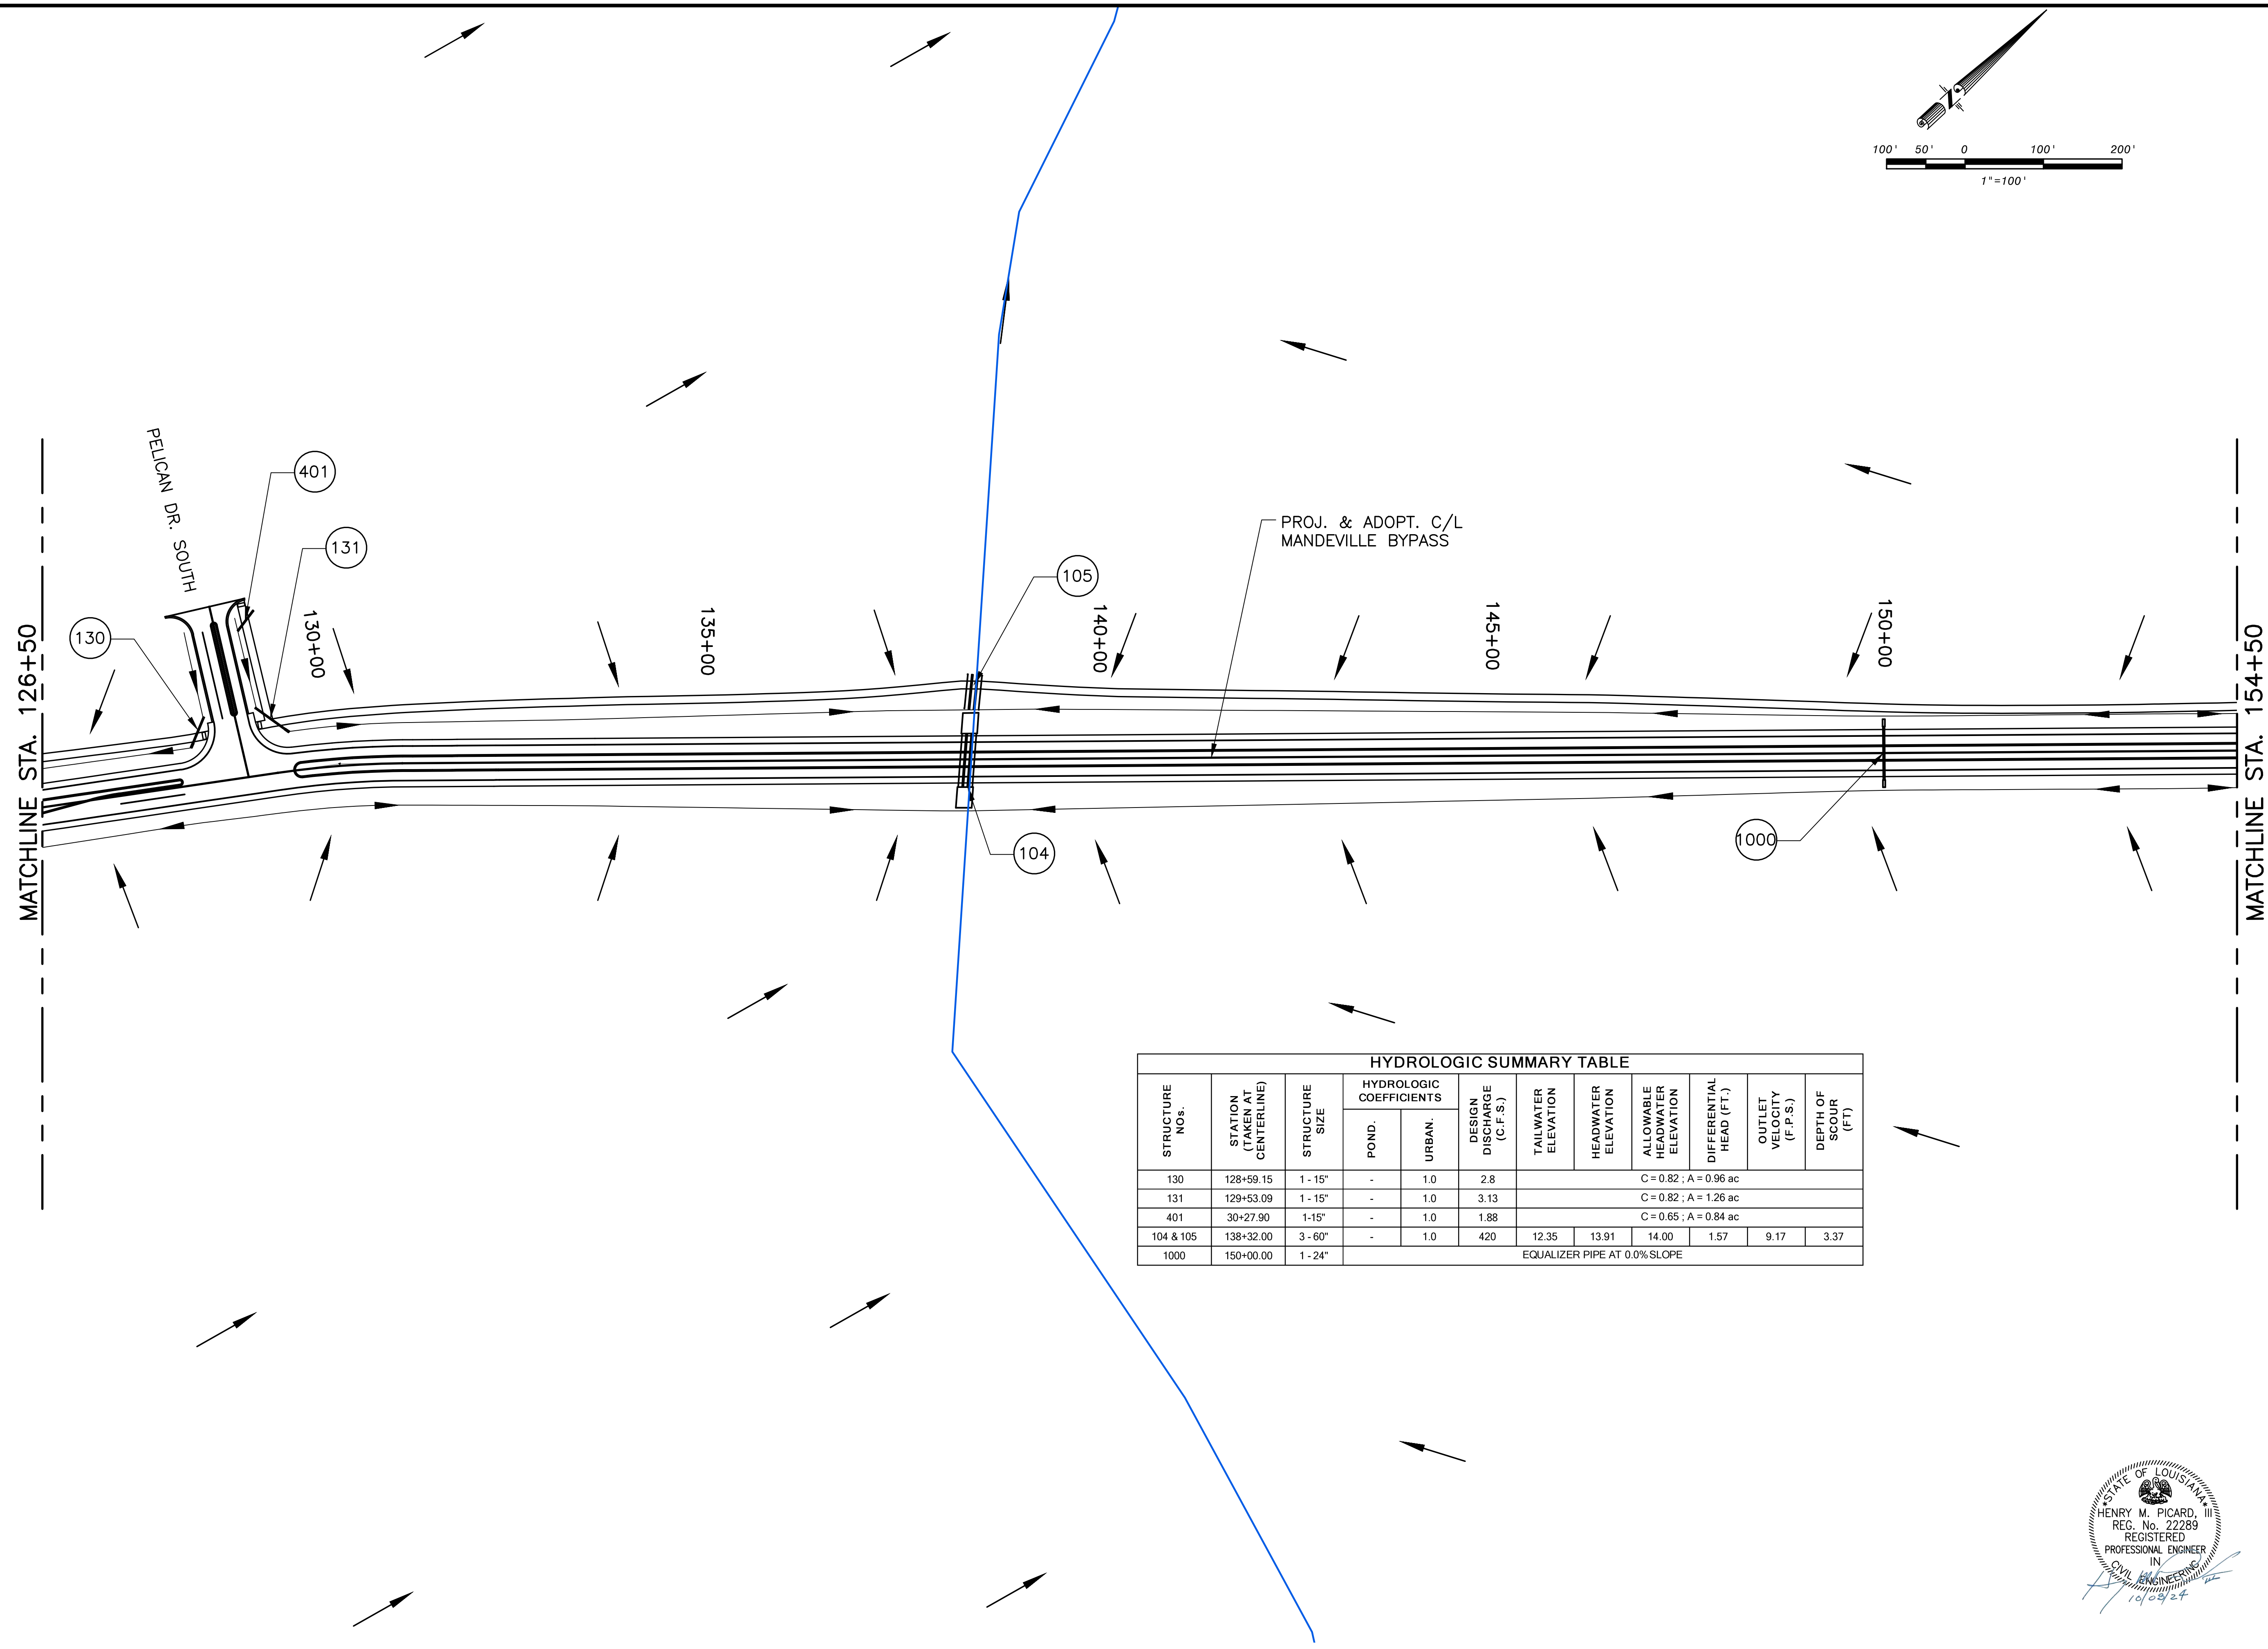 100' 50' 0 100' 200'
1"=100'
PELICAN DR. SOUTH
401
131
130
105
PROJ. & ADOPT. C/L
MANDEVILLE BYPASS
130+00
135+00
140+00
145+00
150+00
MATCHLINE STA. 126+50
MATCHLINE STA. 154+50
104
1000
HYDROLOGIC SUMMARY TABLE
STRUCTURE NOs.
STATION (TAKEN AT CENTERLINE)
STRUCTURE SIZE
HYDROLOGIC COEFFICIENTS
POND.
URBAN.
DESIGN DISCHARGE (C.F.S.)
TAILWATER ELEVATION
HEADWATER ELEVATION
ALLOWABLE HEADWATER ELEVATION
DIFFERENTIAL HEAD (FT.)
OUTLET VELOCITY (F.P.S.)
DEPTH OF SCOUR (FT)
130 128+59.15 1 - 15" - 1.0 2.8 C = 0.82 ; A = 0.96 ac
131 129+53.09 1 - 15" - 1.0 3.13 C = 0.82 ; A = 1.26 ac
401 30+27.90 1-15" - 1.0 1.88 C = 0.65 ; A = 0.84 ac
104 & 105 138+32.00 3 - 60" - 1.0 420 12.35 13.91 14.00 1.57 9.17 3.37
1000 150+00.00 1 - 24" EQUALIZER PIPE AT 0.0% SLOPE
STATE OF LOUISIANA
HENRY M. PICARD, III
REG. No. 22289
REGISTERED
PROFESSIONAL ENGINEER
IN
CIVIL ENGINEERING
10/08/24